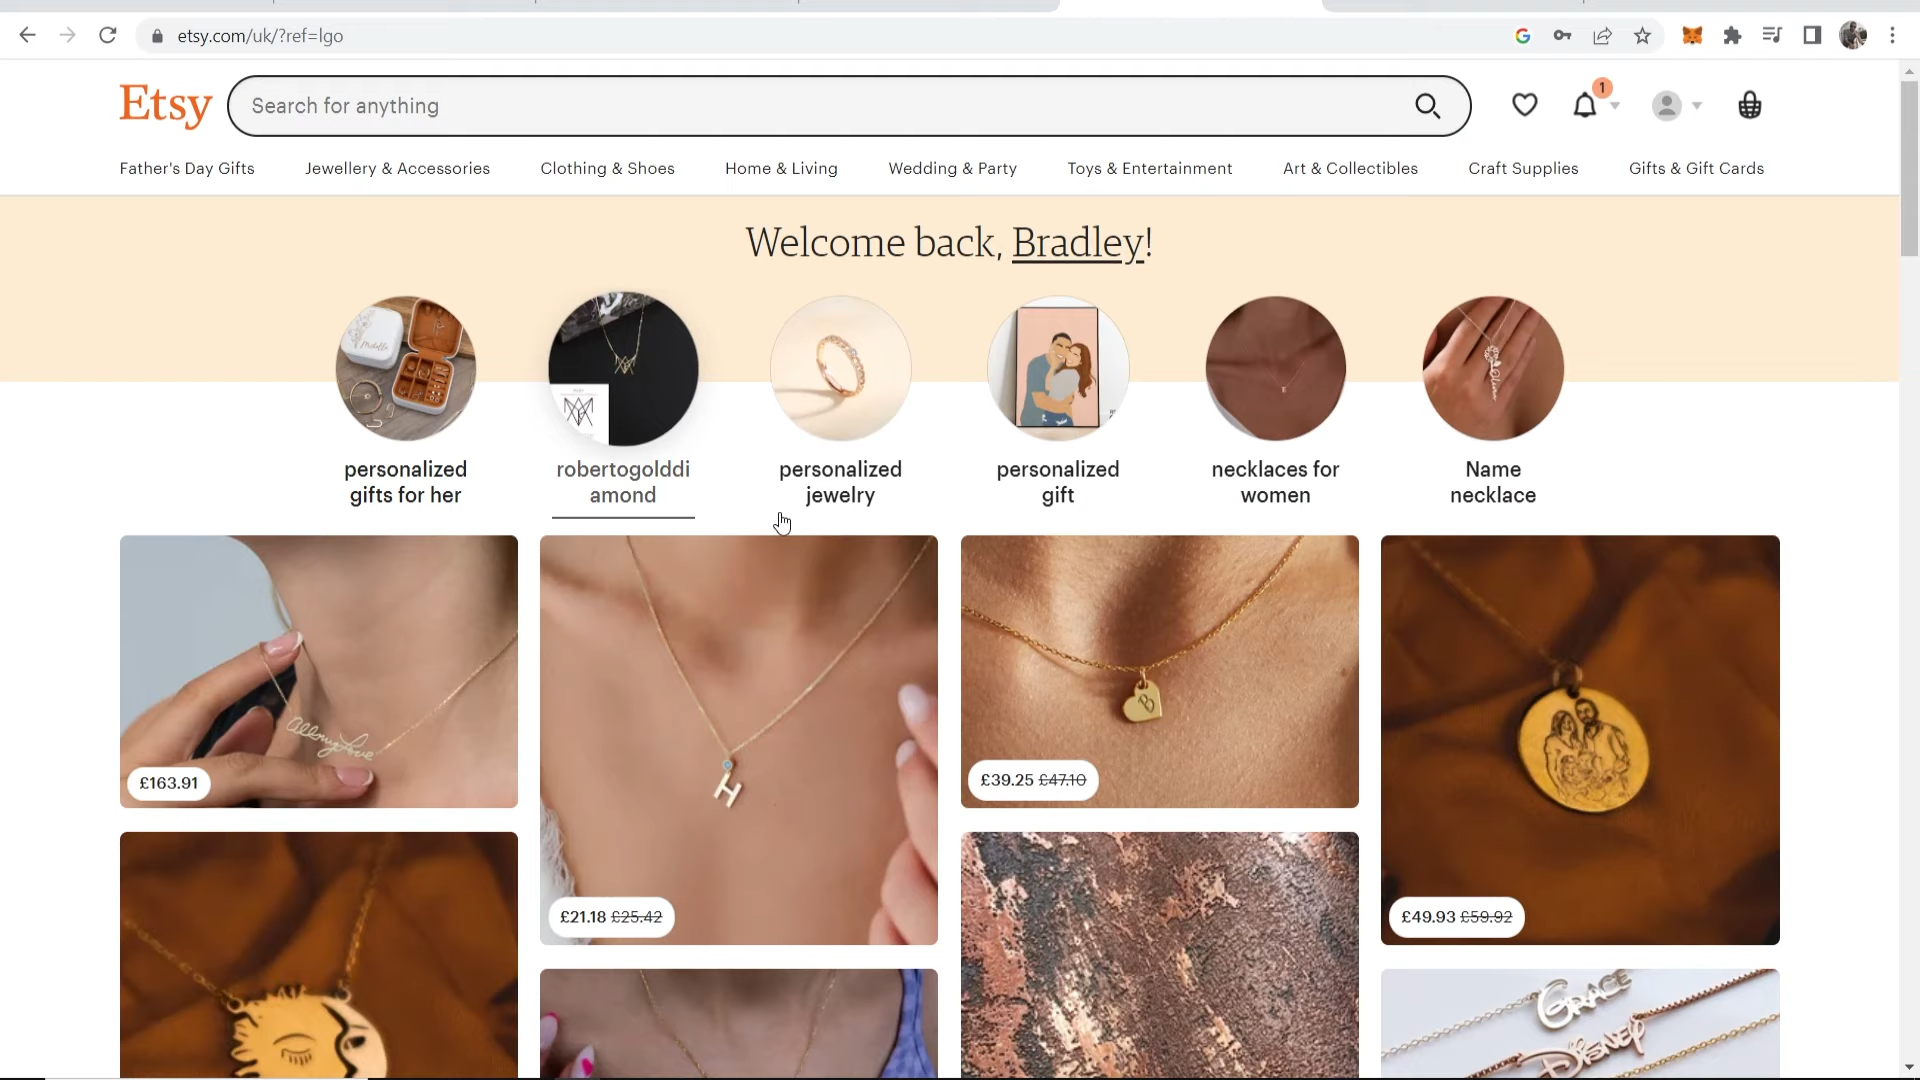 etsy.com/uk/?ref=lgo
Etsy
Search for anything
1
Father's Day Gifts
Jewellery & Accessories
Clothing & Shoes
Home & Living
Wedding & Party
Toys & Entertainment
Art & Collectibles
Craft Supplies
Gifts & Gift Cards
Welcome back, Bradley!
personalized
gifts for her
robertogolddi
amond
personalized
jewelry
personalized
gift
necklaces for
women
Name
necklace
£163.91
H
£21.18 £25.42
B
£39.25 £47.10
£49.93 £59.92
GRACE
DISNEY